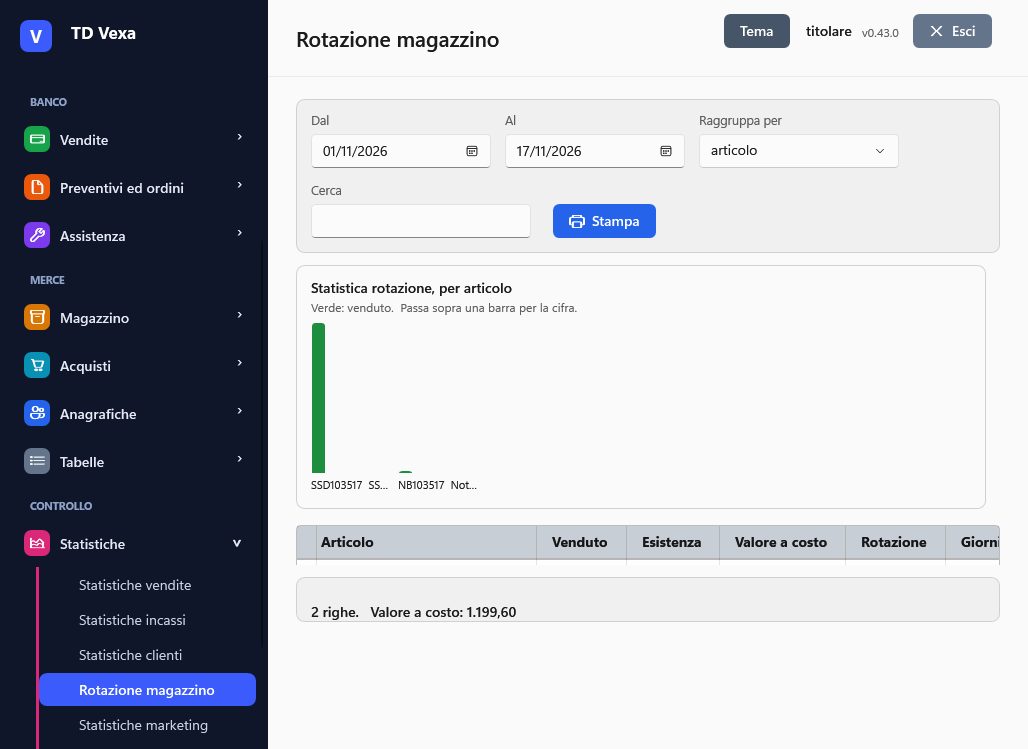 V TD Vexa
BANCO
Vendite
Preventivi ed ordini
Assistenza
MERCE
Magazzino
Acquisti
Anagrafiche
Tabelle
CONTROLLO
Statistiche
Statistiche vendite
Statistiche incassi
Statistiche clienti
Rotazione magazzino
Statistiche marketing
Rotazione magazzino
Tema titolare v0.43.0 Esci
Dal Al Raggruppa per
01/11/2026 17/11/2026 articolo
Cerca
Stampa
Statistica rotazione, per articolo
Verde: venduto. Passa sopra una barra per la cifra.
SSD103517 SS... NB103517 Not...
Articolo Venduto Esistenza Valore a costo Rotazione Giorni
2 righe. Valore a costo: 1.199,60